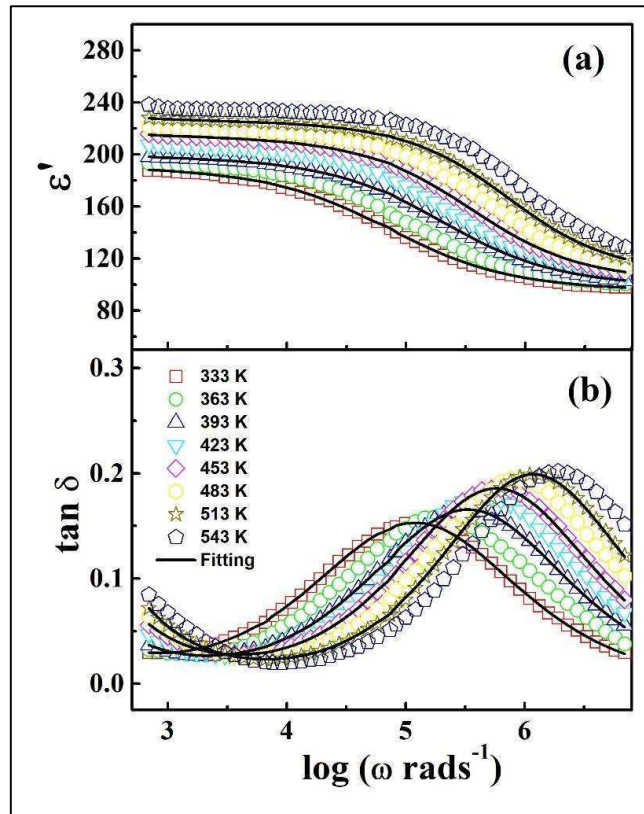 280
(a)
240
200
ε'
160
120
80
0.3
(b)
333 K
363 K
393 K
0.2
423 K
453 K
tan δ
483 K
513 K
0.1
543 K
Fitting
0.0
3
4
5
6
log (ω rads⁻¹)